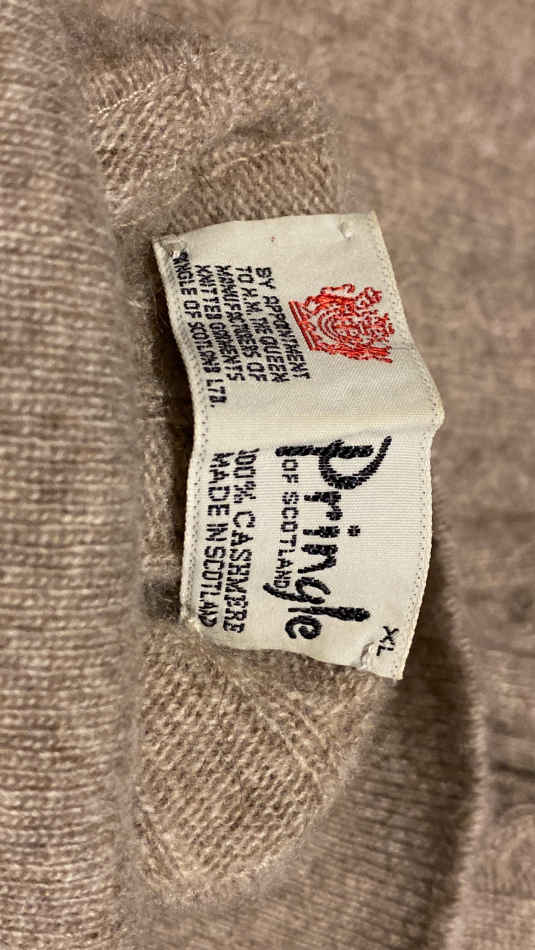 BY APPOINTMENT
TO H.M. THE QUEEN
MANUFACTURERS OF
KNITTED GARMENTS
PRINGLE OF SCOTLAND LTD.
Pringle
OF SCOTLAND
XL
100% CASHMERE
MADE IN SCOTLAND